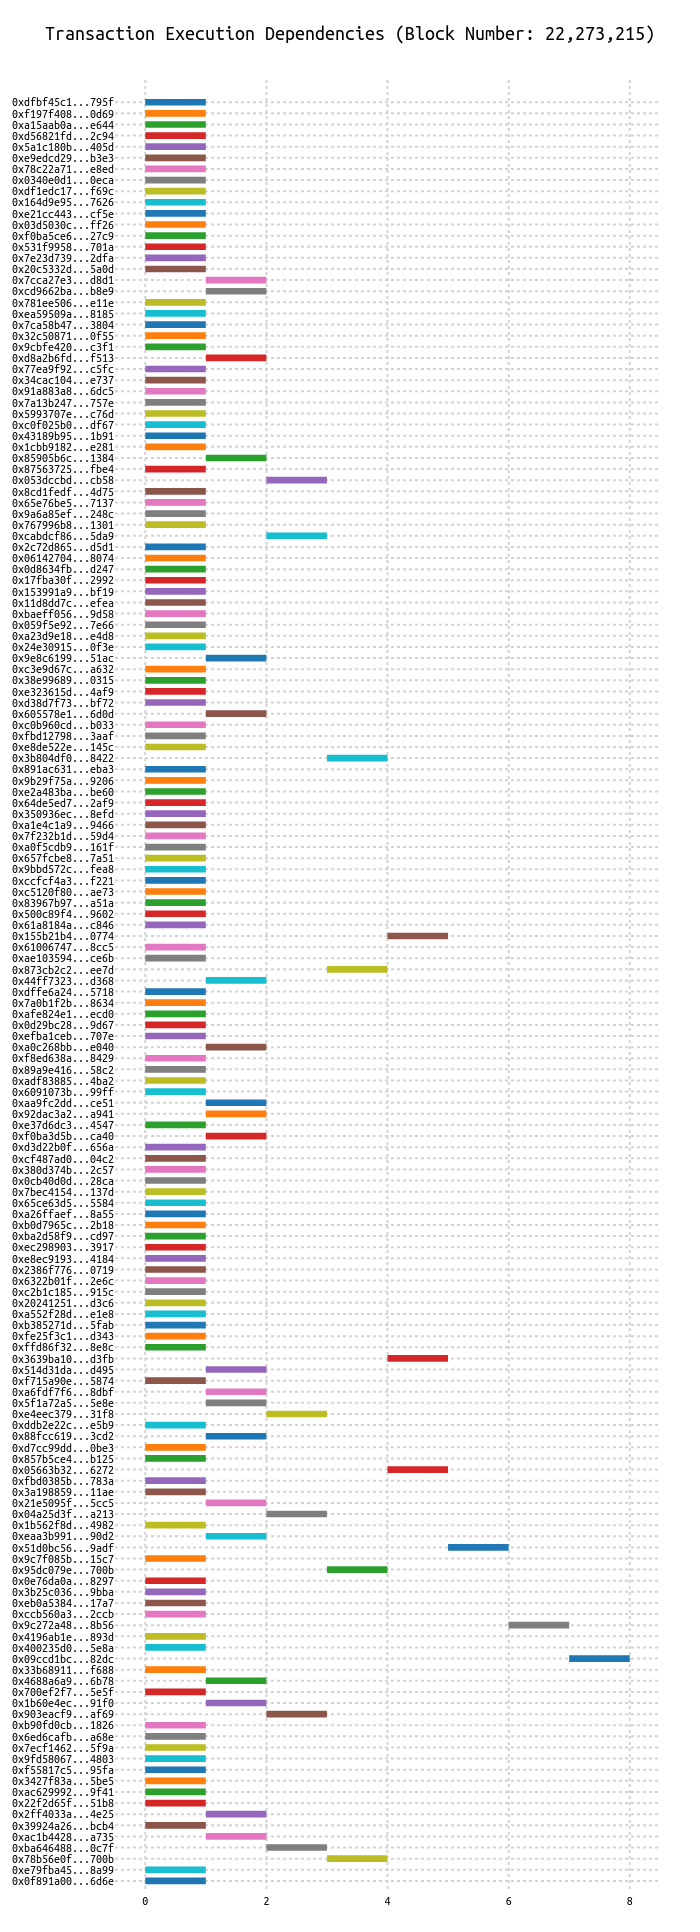 Transaction Execution Dependencies (Block Number: 22,273,215)
0xdfbf45c1...795f
0xf197f408...0d69
0xa15aab0a...e644
0xd56821fd...2c94
0x5a1c180b...405d
0xe9edcd29...b3e3
0x78c22a71...e8ed
0x0340e0d1...0eca
0xdf1edc17...f69c
0x164d9e95...7626
0xe21cc443...cf5e
0x03d5030c...ff26
0xf0ba5ce6...27c9
0x531f9958...701a
0x7e23d739...2dfa
0x20c5332d...5a0d
0x7cca27e3...d8d1
0xcd9662ba...b8e9
0x781ee506...e11e
0xea59509a...8185
0x7ca58b47...3804
0x32c50871...0f55
0x9cbfe420...c3f1
0xd8a2b6fd...f513
0x77ea9f92...c5fc
0x34cac104...e737
0x91a883a8...6dc5
0x7a13b247...757e
0x5993707e...c76d
0xc0f025b0...df67
0x43189b95...1b91
0x1cbb9182...e281
0x85905b6c...1384
0x87563725...fbe4
0x053dccbd...cb58
0x8cd1fedf...4d75
0x65e76be5...7137
0x9a6a85ef...248c
0x767996b8...1301
0xcabdcf86...5da9
0x2c72d865...d5d1
0x06142704...8074
0x0d8634fb...d247
0x17fba30f...2992
0x153991a9...bf19
0x11d8dd7c...efea
0xbaeff056...9d58
0x059f5e92...7e66
0xa23d9e18...e4d8
0x24e30915...0f3e
0x9e8c6199...51ac
0xc3e9d67c...a632
0x38e99689...0315
0xe323615d...4af9
0xd38d7f73...bf72
0x605578e1...6d0d
0xc0b960cd...b033
0xfbd12798...3aaf
0xe8de522e...145c
0x3b804df0...8422
0x891ac631...eba3
0x9b29f75a...9206
0xe2a483ba...be60
0x64de5ed7...2af9
0x350936ec...8efd
0xa1e4c1a9...9466
0x7f232b1d...59d4
0xa0f5cdb9...161f
0x657fcbe8...7a51
0x9bbd572c...fea8
0xccfcf4a3...f221
0xc5120f80...ae73
0x83967b97...a51a
0x500c89f4...9602
0x61a8184a...c846
0x155b21b4...0774
0x61006747...8cc5
0xae103594...ce6b
0x873cb2c2...ee7d
0x44ff7323...d368
0xdffe6a24...5718
0x7a0b1f2b...8634
0xafe824e1...ecd0
0x0d29bc28...9d67
0xefba1ceb...707e
0xa0c268bb...e040
0xf8ed638a...8429
0x89a9e416...58c2
0xadf83885...4ba2
0x6091073b...99ff
0xaa9fc2dd...ce51
0x92dac3a2...a941
0xe37d6dc3...4547
0xf0ba3d5b...ca40
0xd3d22b0f...656a
0xcf487ad0...04c2
0x380d374b...2c57
0x0cb40d0d...28ca
0x7bec4154...137d
0x65ce63d5...5584
0xa26ffaef...8a55
0xb0d7965c...2b18
0xba2d58f9...cd97
0xec298903...3917
0xe8ec9193...4184
0x2386f776...0719
0x6322b01f...2e6c
0xc2b1c185...915c
0x20241251...d3c6
0xa552f28d...e1e8
0xb385271d...5fab
0xfe25f3c1...d343
0xffd86f32...8e8c
0x3639ba10...d3fb
0x514d31da...d495
0xf715a90e...5874
0xa6fdf7f6...8dbf
0x5f1a72a5...5e8e
0xe4eec379...31f8
0xddb2e22c...e5b9
0x88fcc619...3cd2
0xd7cc99dd...0be3
0x857b5ce4...b125
0x05663b32...6272
0xfbd0385b...783a
0x3a198859...11ae
0x21e5095f...5cc5
0x04a25d3f...a213
0x1b562f8d...4982
0xeaa3b991...90d2
0x51d0bc56...9adf
0x9c7f085b...15c7
0x95dc079e...700b
0x0e76da0a...8297
0x3b25c036...9bba
0xeb0a5384...17a7
0xccb560a3...2ccb
0x9c272a48...8b56
0x4196ab1e...893d
0x400235d0...5e8a
0x09ccd1bc...82dc
0x33b68911...f688
0x4688a6a9...6b78
0x700ef2f7...5e5f
0x1b60e4ec...91f0
0x903eacf9...af69
0xb90fd0cb...1826
0x6ed6cafb...a68e
0x7ecf1462...5f9a
0x9fd58067...4803
0xf55817c5...95fa
0x3427f83a...5be5
0xac629992...9f41
0x22f2d65f...51b8
0x2ff4033a...4e25
0x39924a26...bcb4
0xac1b4428...a735
0xba646488...0c7f
0x78b56e0f...700b
0xe79fba45...8a99
0x0f891a00...6d6e
0 2 4 6 8